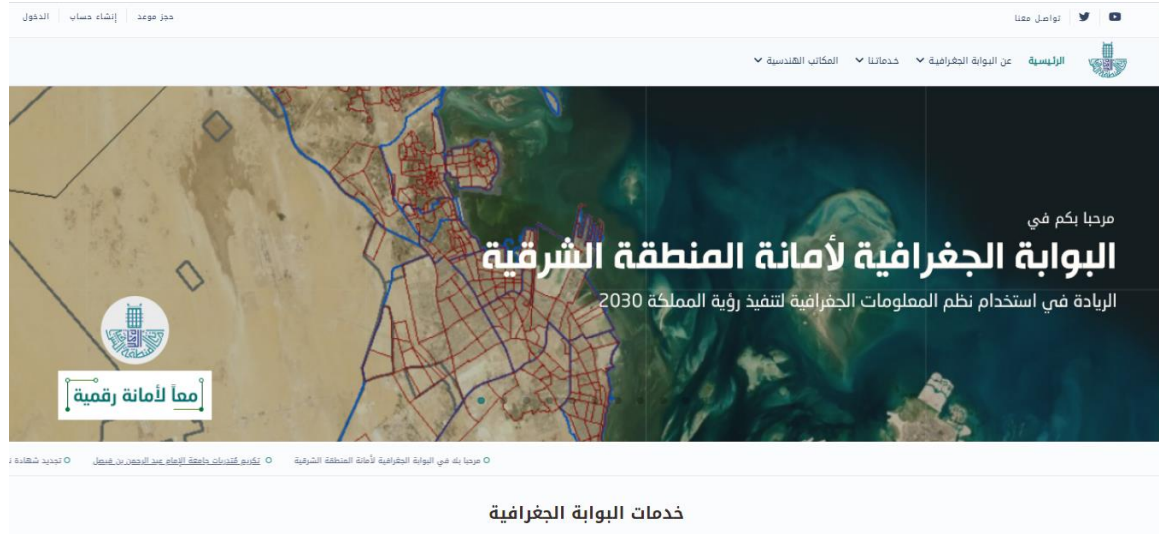 تواصل معنا
حجز موعد
إنشاء حساب
الدخول
الرئيسية
عن البوابة الجغرافية
خدماتنا
المكاتب الهندسية
مرحبا بكم في
البوابة الجغرافية لأمانة المنطقة الشرقية
الريادة في استخدام نظم المعلومات الجغرافية لتنفيذ رؤية المملكة 2030
معاً لأمانة رقمية
مرحبا بك في البوابة الجغرافية لأمانة المنطقة الشرقية
تكريم مُتدربات جامعة الإمام عبد الرحمن بن فيصل
تجديد شهادة
خدمات البوابة الجغرافية